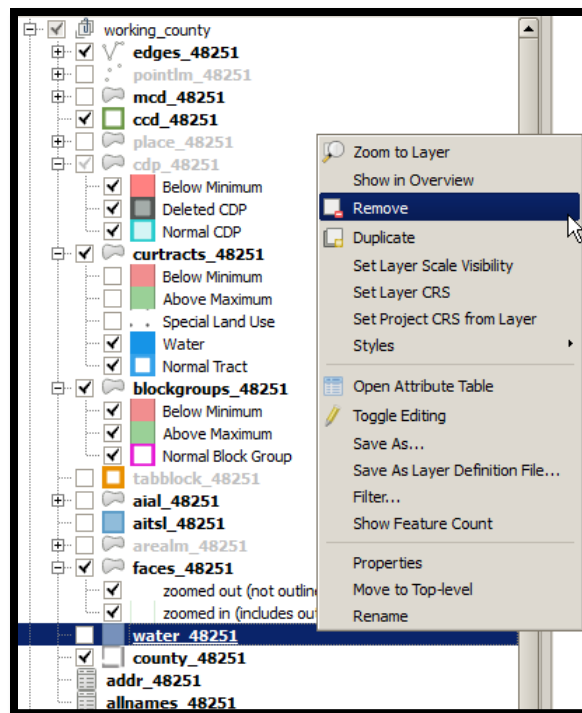 working_county
edges_48251
pointlm_48251
mcd_48251
ccd_48251
place_48251
cdp_48251
Below Minimum
Deleted CDP
Normal CDP
curtracts_48251
Below Minimum
Above Maximum
Special Land Use
Water
Normal Tract
blockgroups_48251
Below Minimum
Above Maximum
Normal Block Group
tabblock_48251
aial_48251
aitsl_48251
arealm_48251
faces_48251
zoomed out (not outline
zoomed in (includes ou
water_48251
county_48251
addr_48251
allnames_48251
Zoom to Layer
Show in Overview
Remove
Duplicate
Set Layer Scale Visibility
Set Layer CRS
Set Project CRS from Layer
Styles
Open Attribute Table
Toggle Editing
Save As...
Save As Layer Definition File...
Filter...
Show Feature Count
Properties
Move to Top-level
Rename